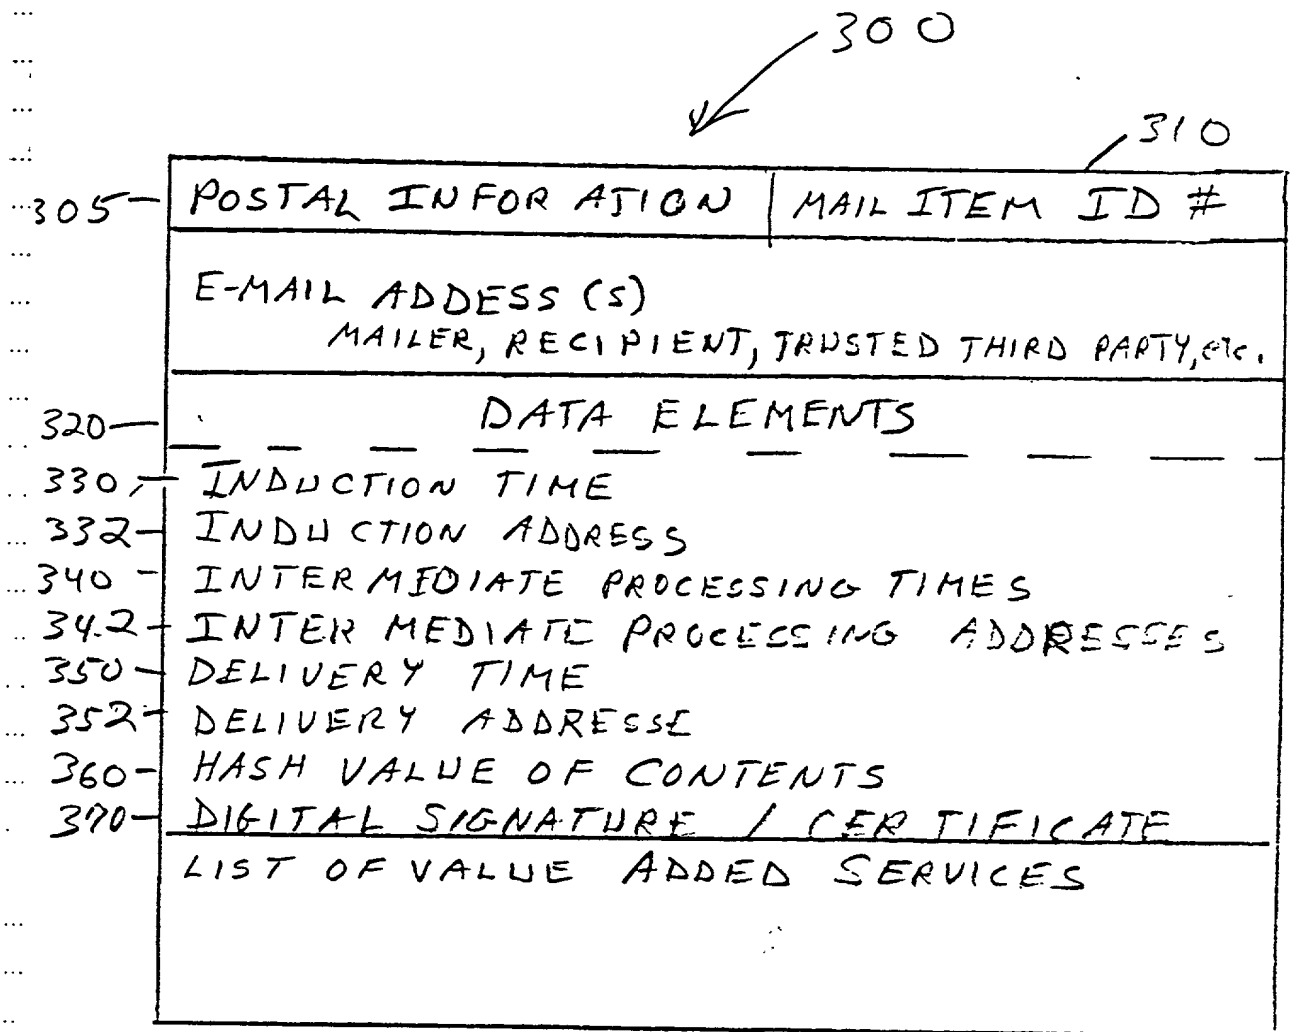 300
310
305 POSTAL INFORATION MAIL ITEM ID #
E-MAIL ADDESS (S)
MAILER, RECIPIENT, TRUSTED THIRD PARTY, etc.
320 DATA ELEMENTS
330 INDUCTION TIME
332 INDUCTION ADDRESS
340 INTERMEDIATE PROCESSING TIMES
342 INTERMEDIATE PROCESSING ADDRESSES
350 DELIVERY TIME
352 DELIVERY ADDRESSE
360 HASH VALUE OF CONTENTS
370 DIGITAL SIGNATURE / CERTIFICATE
LIST OF VALUE ADDED SERVICES